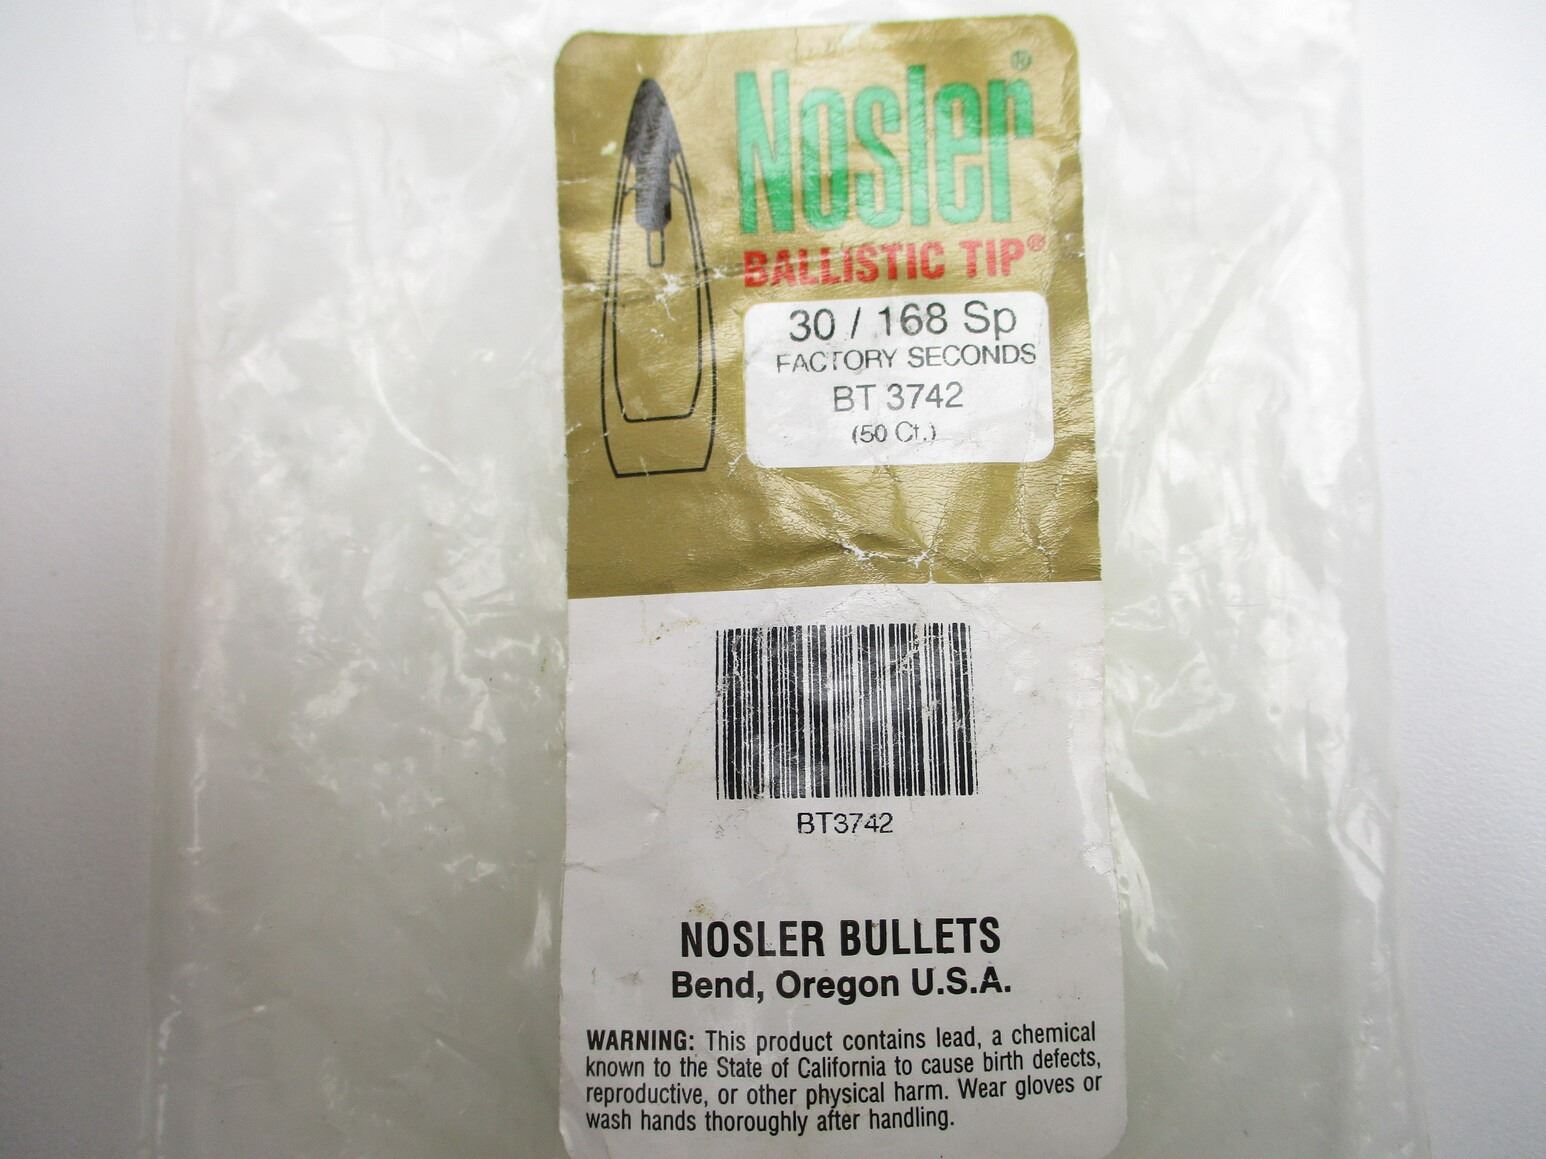 Nosler®
BALLISTIC TIP®
30 / 168 Sp
FACTORY SECONDS
BT 3742
(50 Ct.)
BT3742
NOSLER BULLETS
Bend, Oregon U.S.A.
WARNING: This product contains lead, a chemical
known to the State of California to cause birth defects,
reproductive, or other physical harm. Wear gloves or
wash hands thoroughly after handling.